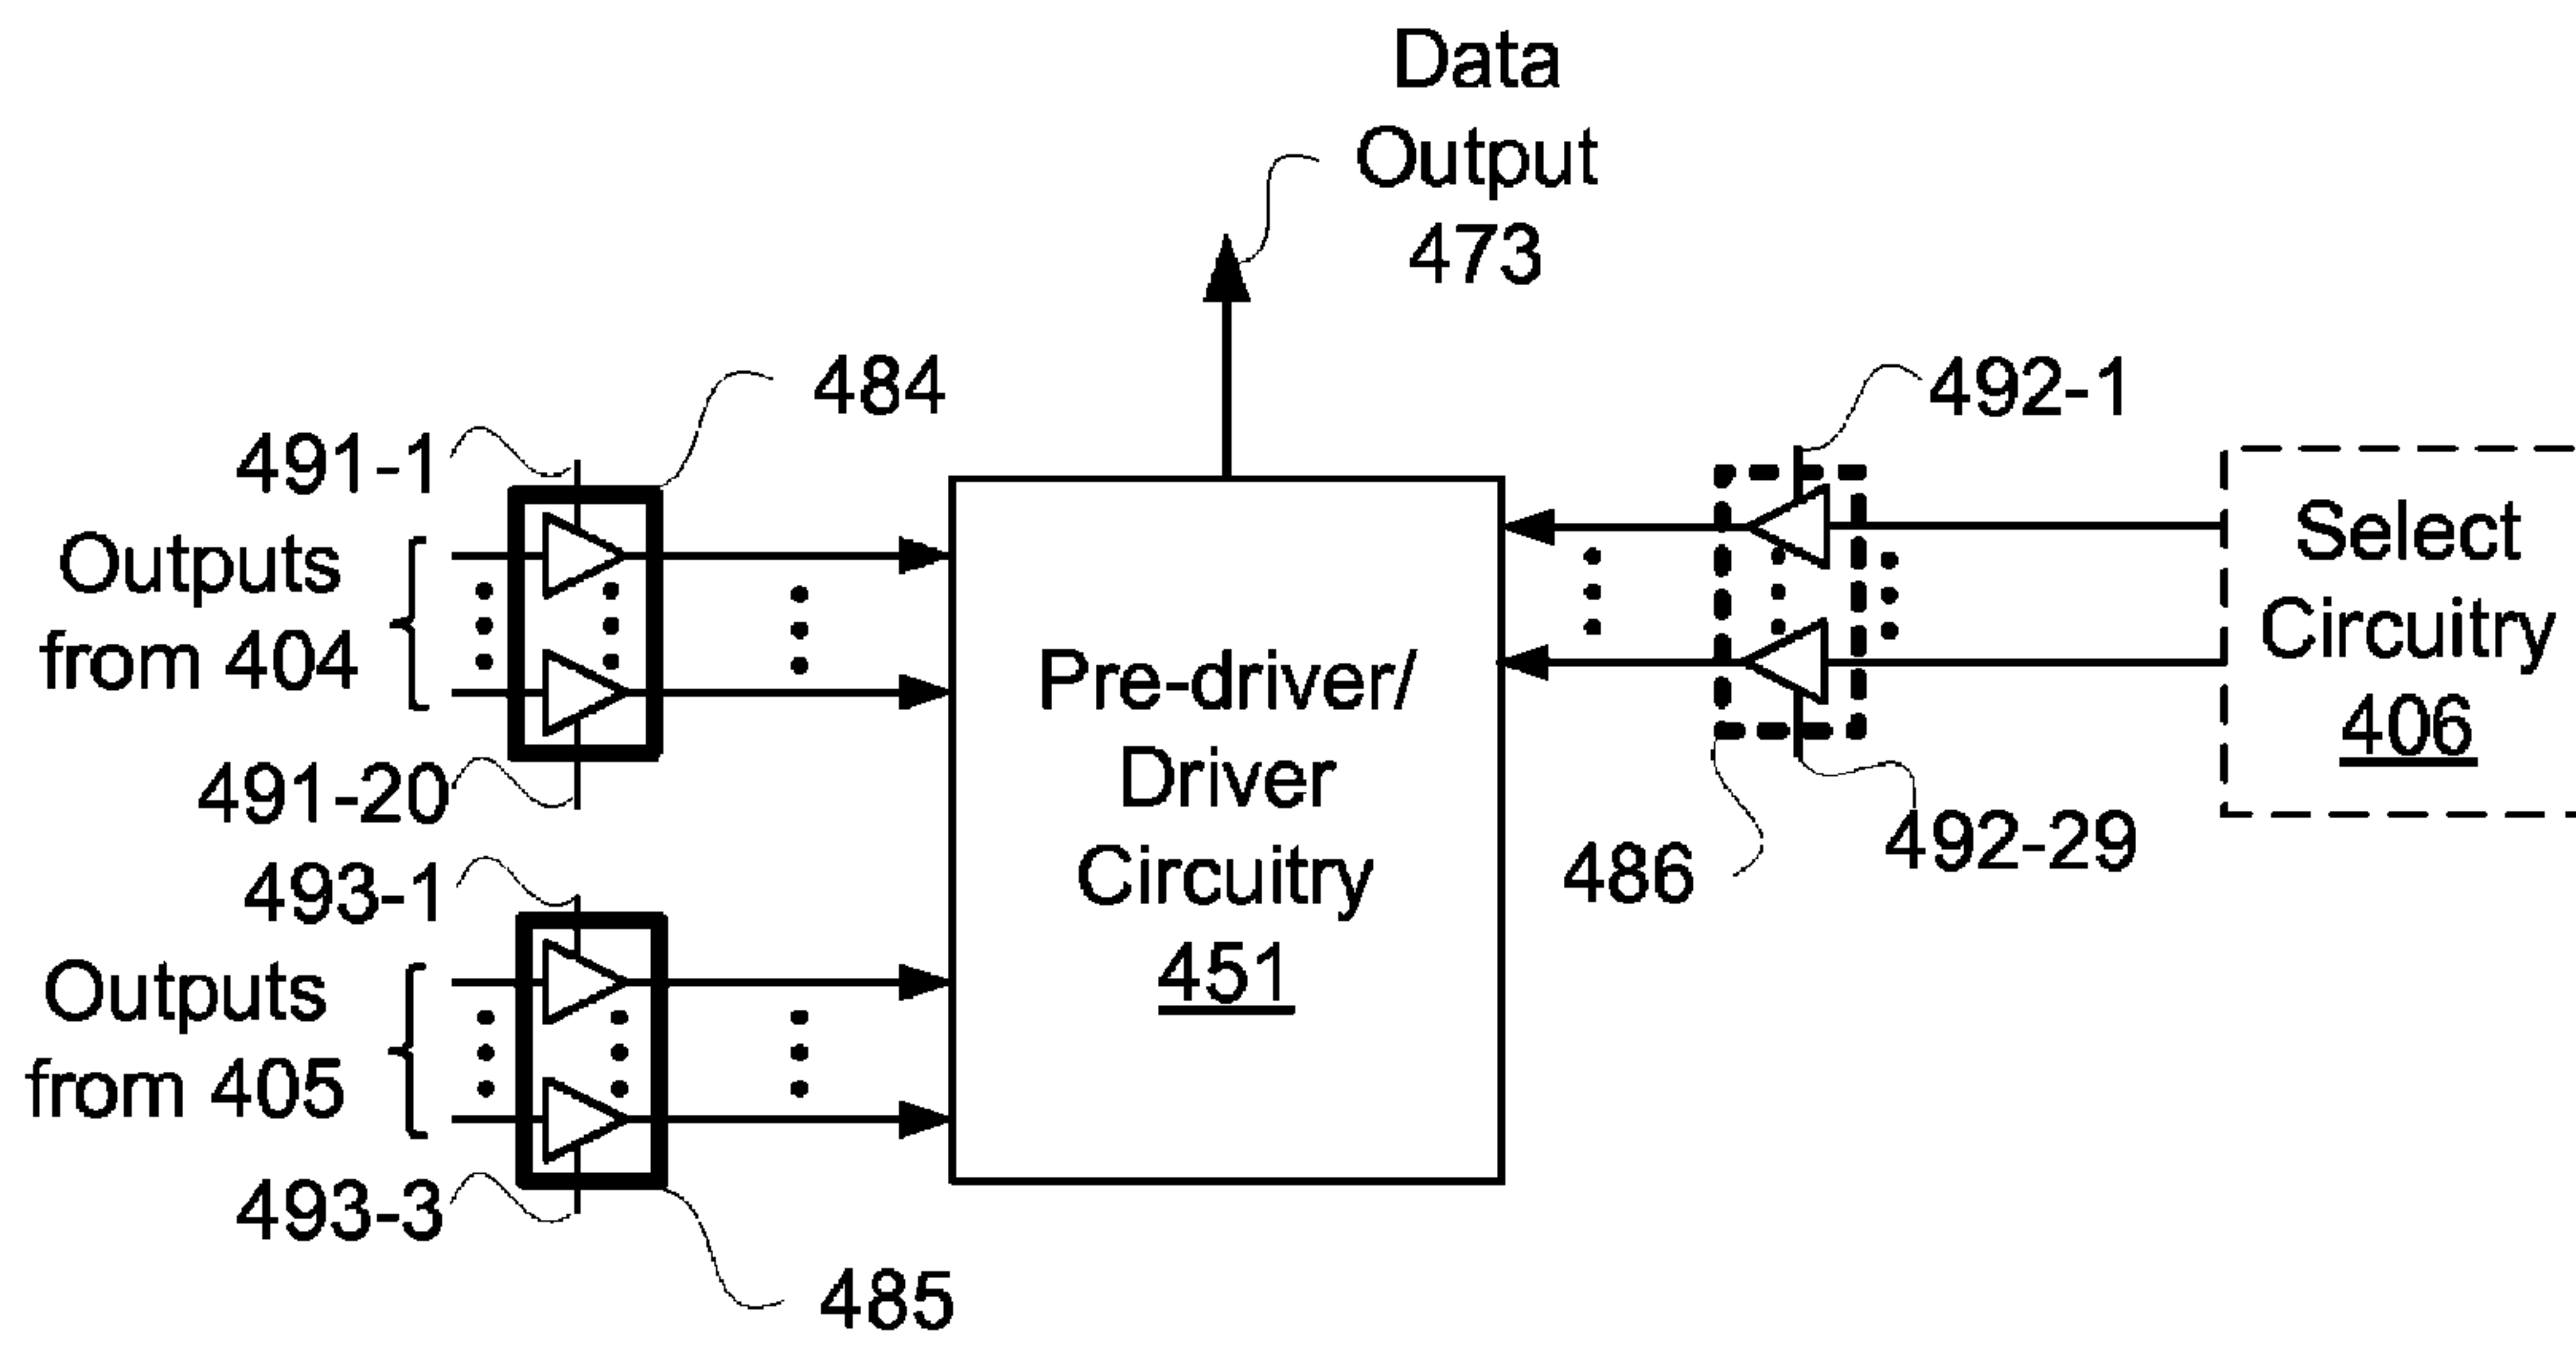 Data
Output
473
484
491-1
Outputs
from 404
491-20
493-1
Outputs
from 405
493-3
485
Pre-driver/
Driver
Circuitry
451
492-1
492-29
486
Select
Circuitry
406